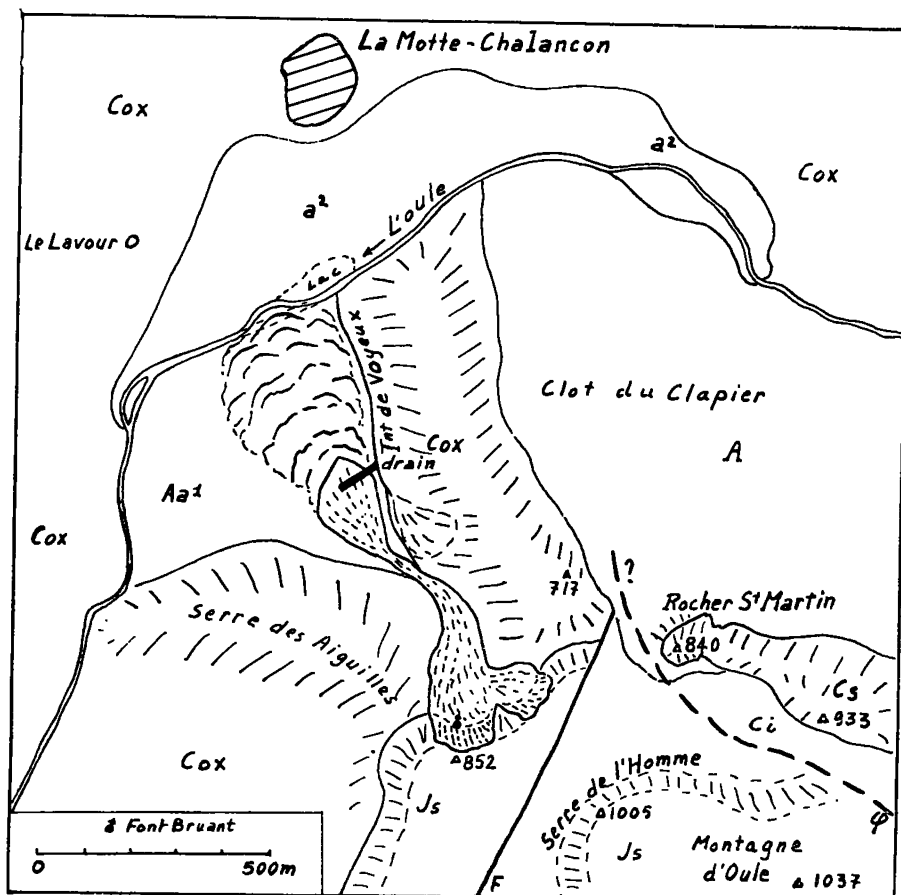 La Motte-Chalancon
Cox
a²
Cox
a²
L'oule
Le Lavour O
Lac
Tnt de Voyeux
Clot du Clapier
Cox
drain
A
Aa¹
Cox
?
717
Rocher St Martin
840
Serre des Aiguilles
Cs
933
Ci
852
Cox
Serre de l'Homme
1005
Js
Js
Montagne
d'Oule
φ
1037
F
Font Bruant
0 500m